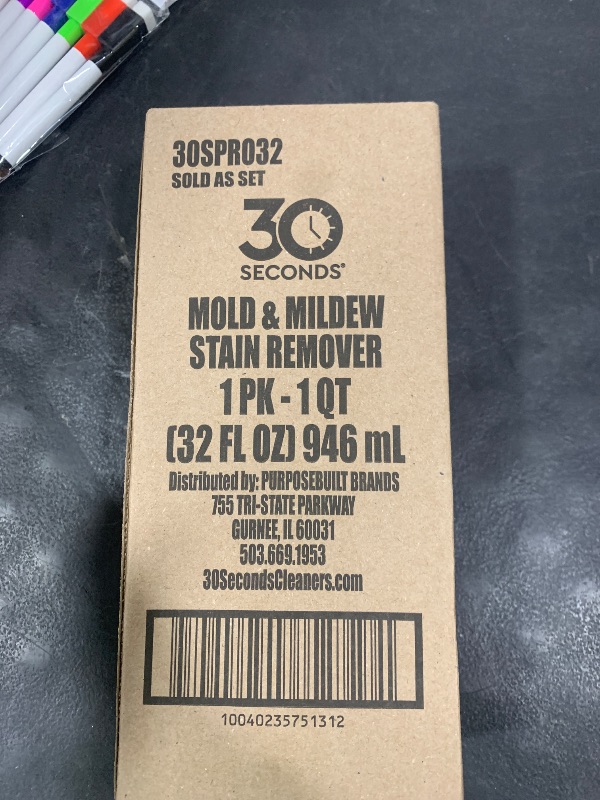 30SPRO32
SOLD AS SET
30
SECONDS®
MOLD & MILDEW
STAIN REMOVER
1 PK - 1 QT
(32 FL OZ) 946 mL
Distributed by: PURPOSEBUILT BRANDS
755 TRI-STATE PARKWAY
GURNEE, IL 60031
503.669.1953
30SecondsCleaners.com
10040235751312